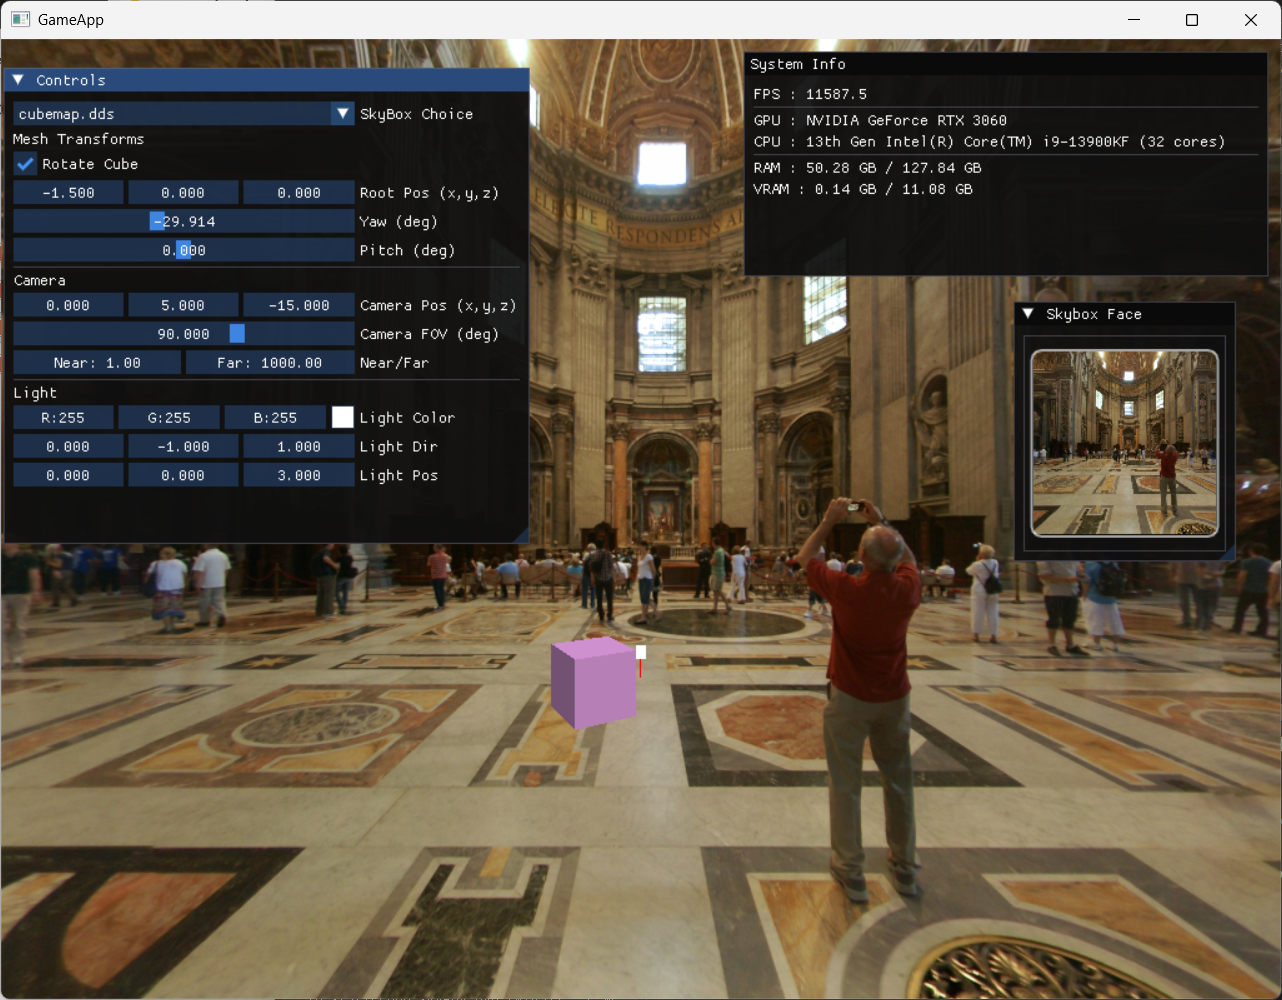 GameApp
Controls
cubemap.dds SkyBox Choice
Mesh Transforms
Rotate Cube
-1.500 0.000 0.000 Root Pos (x,y,z)
-29.914 Yaw (deg)
0.000 Pitch (deg)
Camera
0.000 5.000 -15.000 Camera Pos (x,y,z)
90.000 Camera FOV (deg)
Near: 1.00 Far: 1000.00 Near/Far
Light
R:255 G:255 B:255 Light Color
0.000 -1.000 1.000 Light Dir
0.000 0.000 3.000 Light Pos
System Info
FPS : 11587.5
GPU : NVIDIA GeForce RTX 3060
CPU : 13th Gen Intel(R) Core(TM) i9-13900KF (32 cores)
RAM : 50.28 GB / 127.84 GB
VRAM : 0.14 GB / 11.08 GB
RESPONDENS
Skybox Face